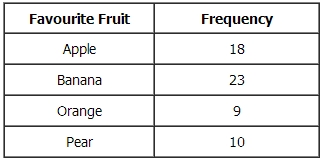 Favourite Fruit Frequency
Apple 18
Banana 23
Orange 9
Pear 10